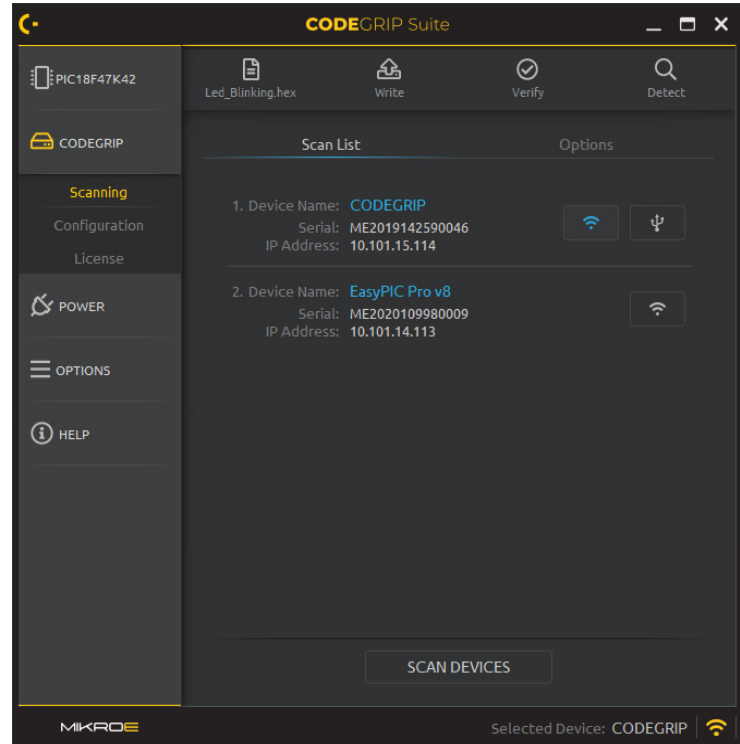 CODEGRIP Suite
PIC18F47K42
Led_Blinking.hex
Write
Verify
Detect
CODEGRIP
Scanning
Configuration
License
POWER
OPTIONS
HELP
Scan List
Options
1. Device Name: CODEGRIP
Serial: ME2019142590046
IP Address: 10.101.15.114
2. Device Name: EasyPIC Pro v8
Serial: ME2020109980009
IP Address: 10.101.14.113
SCAN DEVICES
MIKROE
Selected Device: CODEGRIP